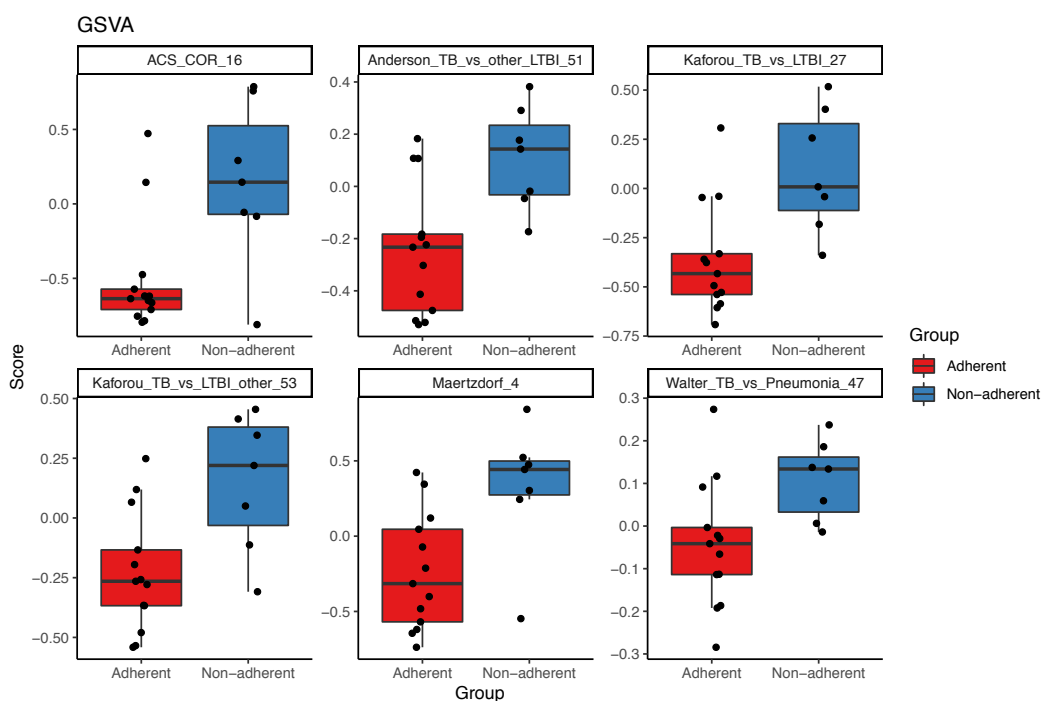 GSVA
ACS_COR_16
Anderson_TB_vs_other_LTBI_51
Kaforou_TB_vs_LTBI_27
0.5
0.0
−0.5
0.4
0.2
0.0
−0.2
−0.4
0.50
0.25
0.00
−0.25
−0.50
−0.75
Adherent Non−adherent
Adherent Non−adherent
Adherent Non−adherent
Score
Kaforou_TB_vs_LTBI_other_53
Maertzdorf_4
Walter_TB_vs_Pneumonia_47
0.50
0.25
0.00
−0.25
−0.50
0.5
0.0
−0.5
0.3
0.2
0.1
0.0
−0.1
−0.2
−0.3
Adherent Non−adherent
Adherent Non−adherent
Adherent Non−adherent
Group
Group
Adherent
Non−adherent